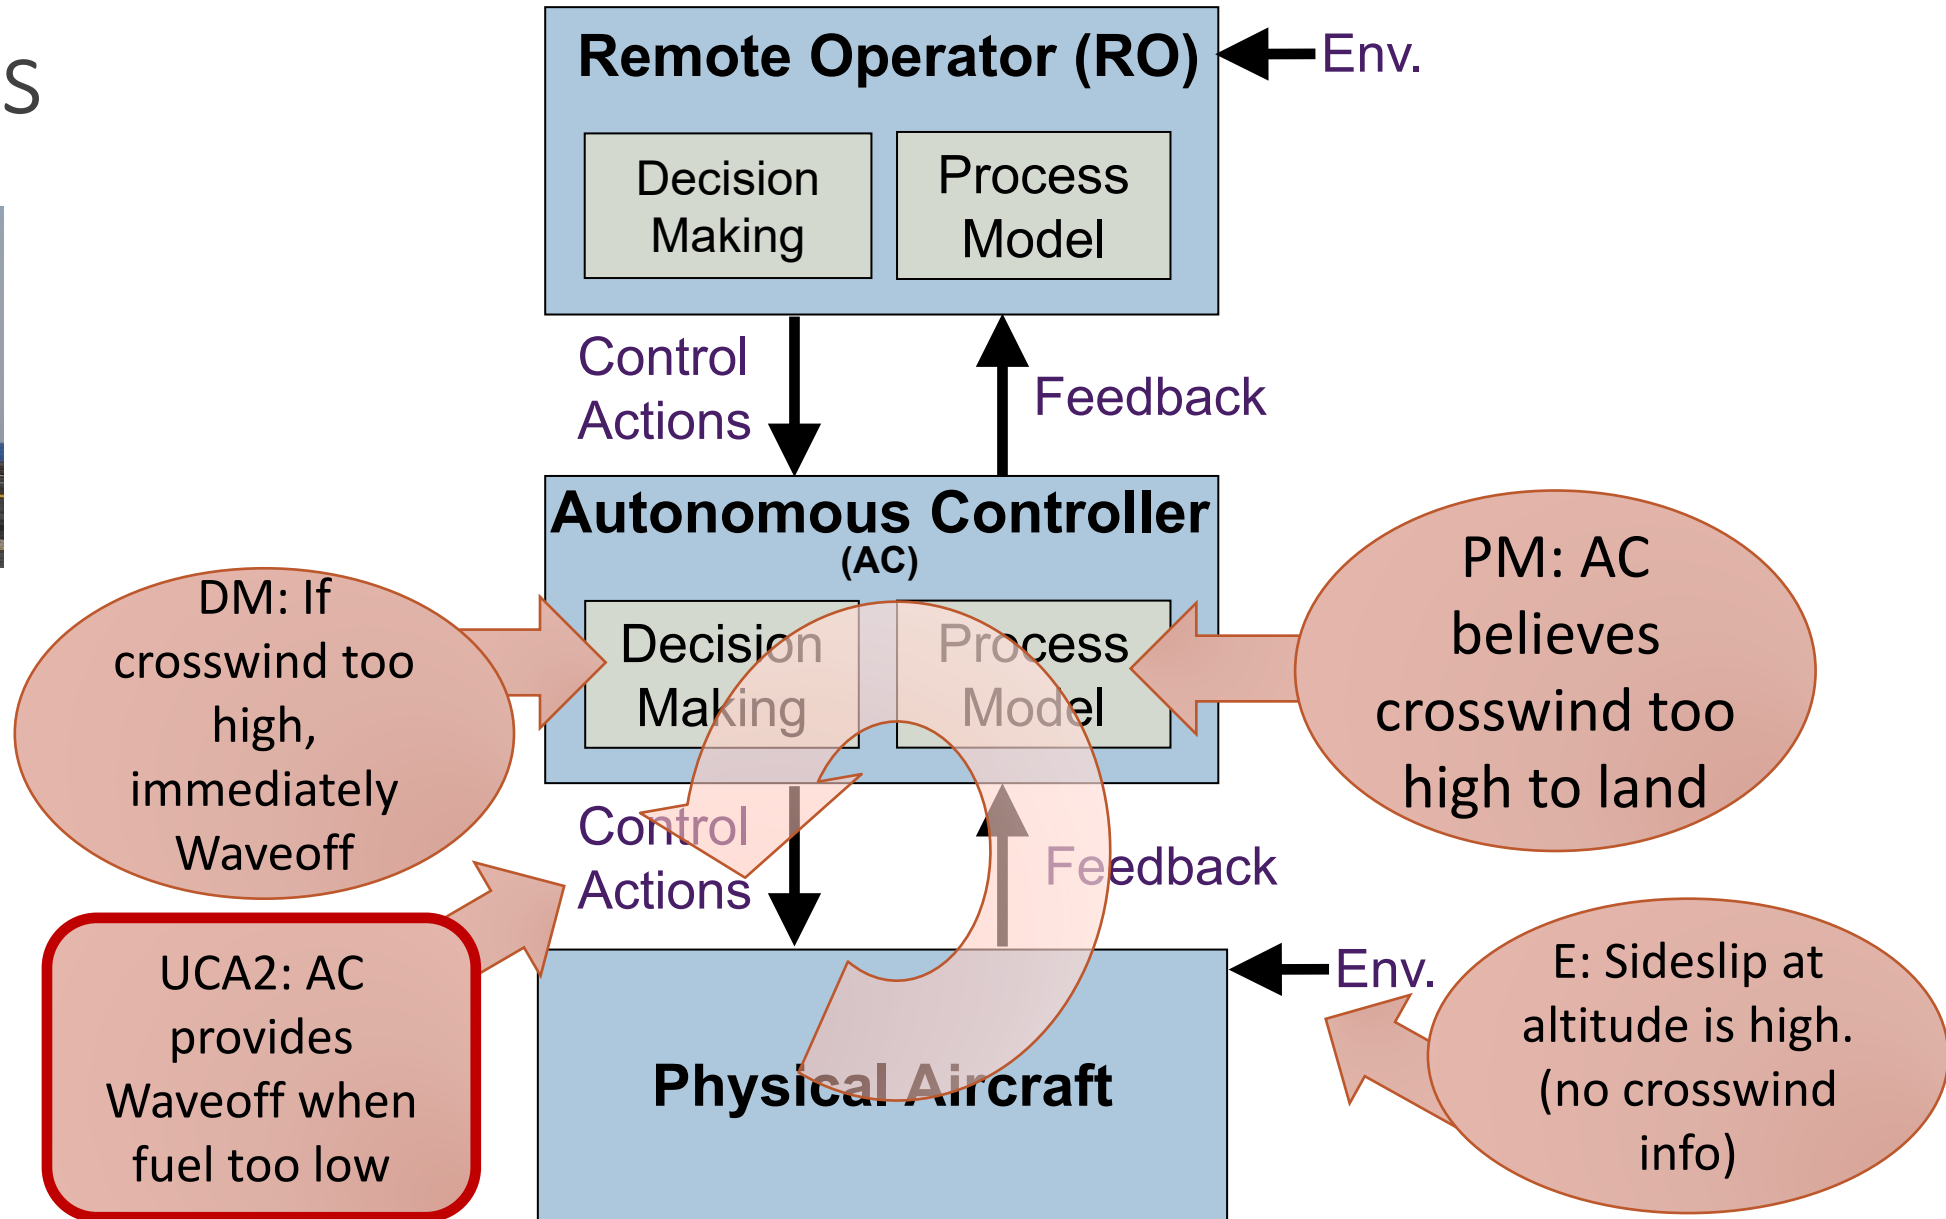 s
Remote Operator (RO)
Env.
Decision
Making
Process
Model
Control
Actions
Feedback
Autonomous Controller
(AC)
Decision
Making
Process
Model
DM: If
crosswind too
high,
immediately
Waveoff
PM: AC
believes
crosswind too
high to land
Control
Actions
Feedback
UCA2: AC
provides
Waveoff when
fuel too low
Env.
E: Sideslip at
altitude is high.
(no crosswind
info)
Physical Aircraft